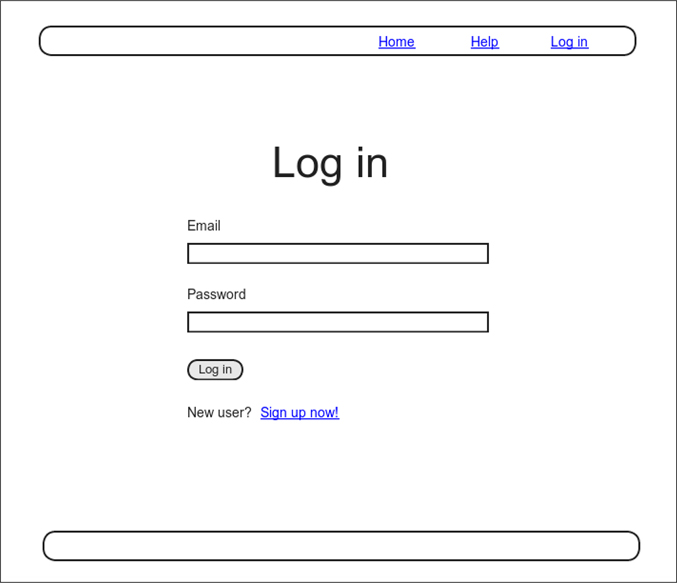 Home Help Log in
Log in
Email
Password
Log in
New user? Sign up now!